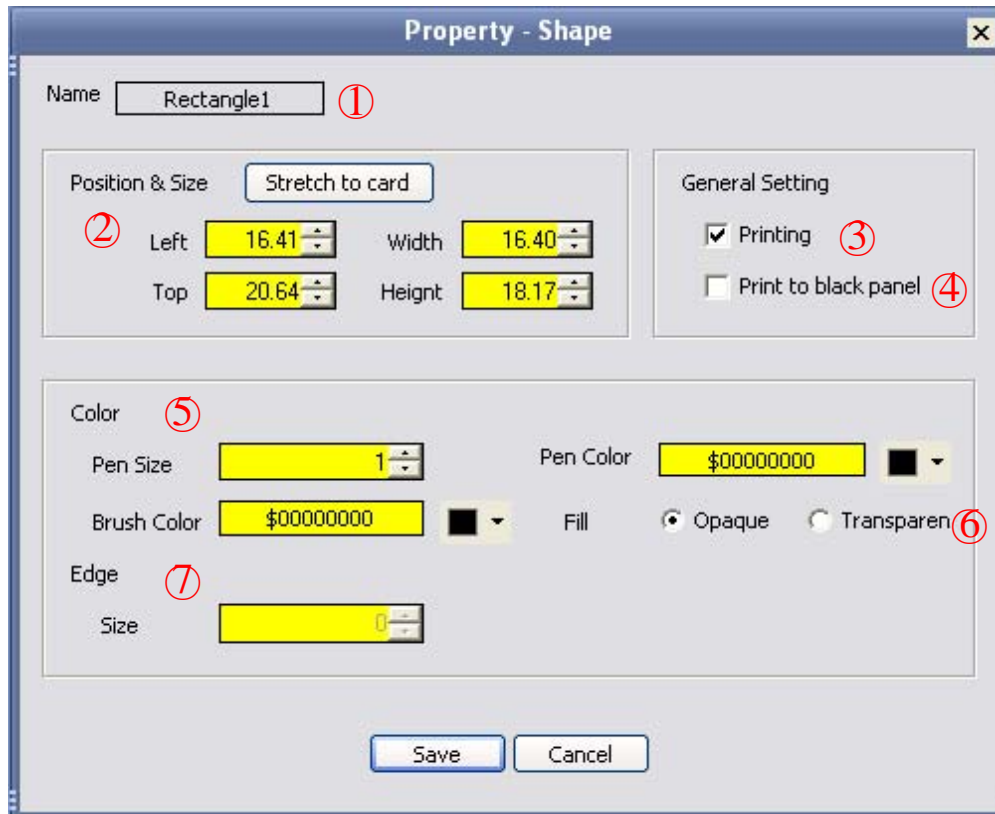 Property - Shape
Name Rectangle1 ①
Position & Size Stretch to card
② Left 16.41 Width 16.40
Top 20.64 Heignt 18.17
General Setting
Printing ③
Print to black panel ④
Color ⑤
Pen Size 1 Pen Color $00000000
Brush Color $00000000 Fill Opaque Transparen ⑥
Edge ⑦
Size 0
Save Cancel